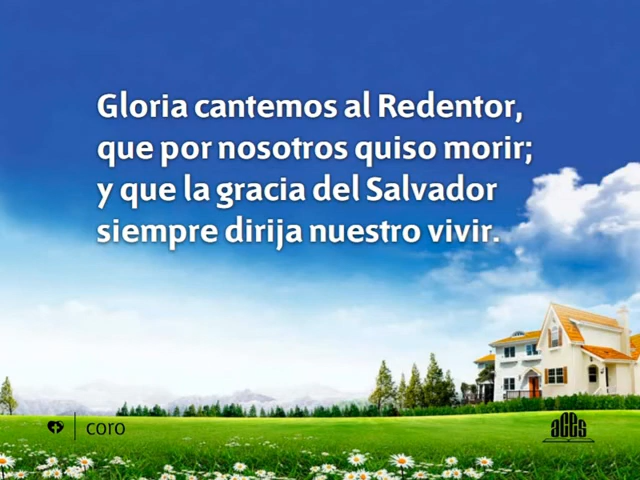 Gloria cantemos al Redentor,
que por nosotros quiso morir;
y que la gracia del Salvador
siempre dirija nuestro vivir.
coro
aces